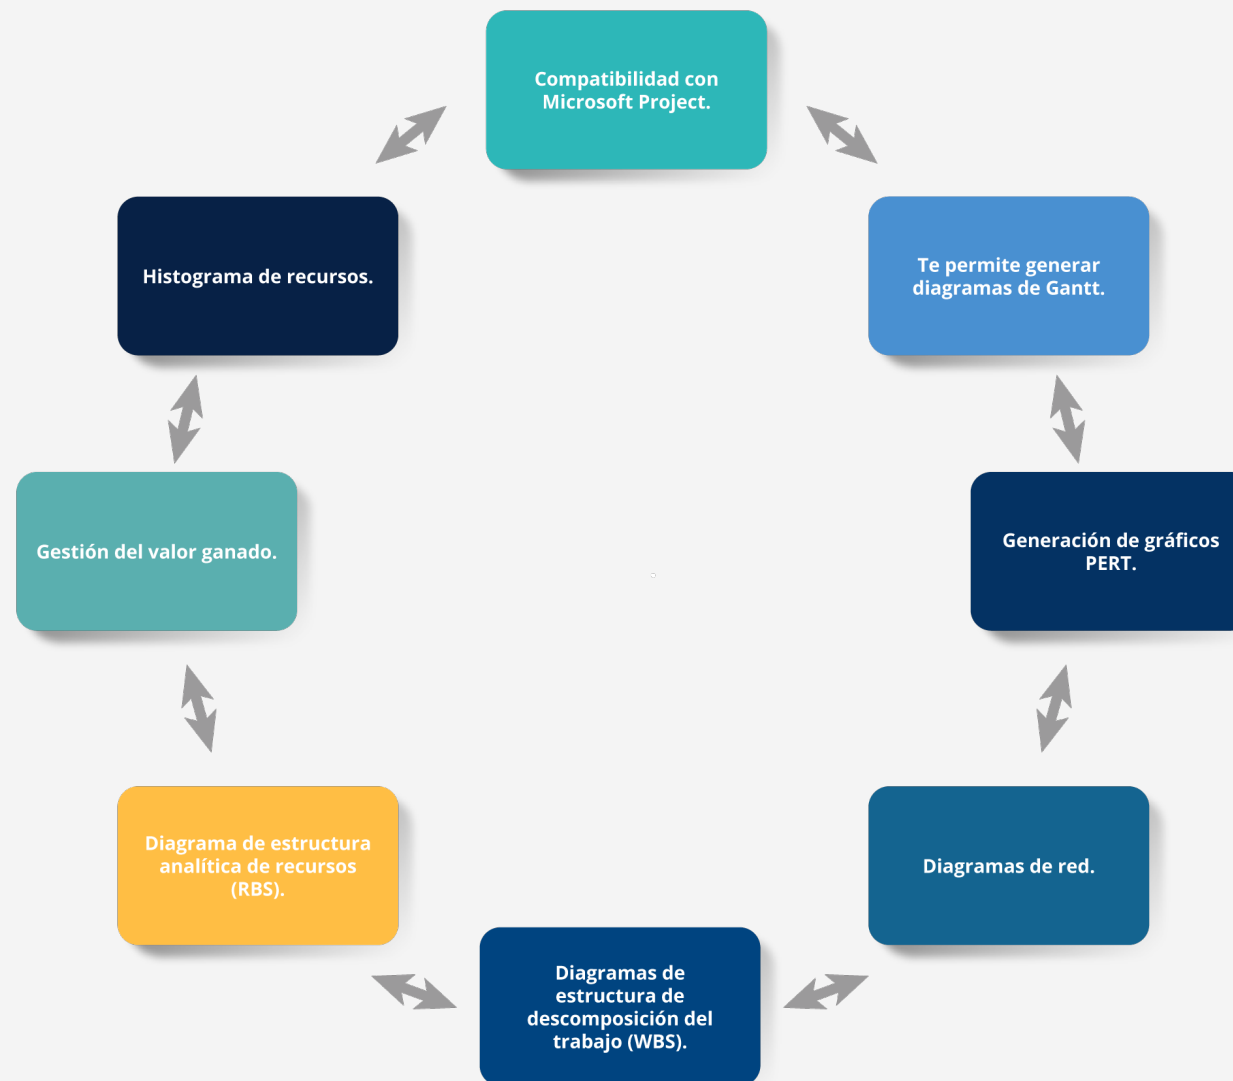 Compatibilidad con
Microsoft Project.
Histograma de recursos.
Te permite generar
diagramas de Gantt.
Gestión del valor ganado.
Generación de gráficos
PERT.
Diagrama de estructura
analítica de recursos
(RBS).
Diagramas de red.
Diagramas de
estructura de
descomposición del
trabajo (WBS).